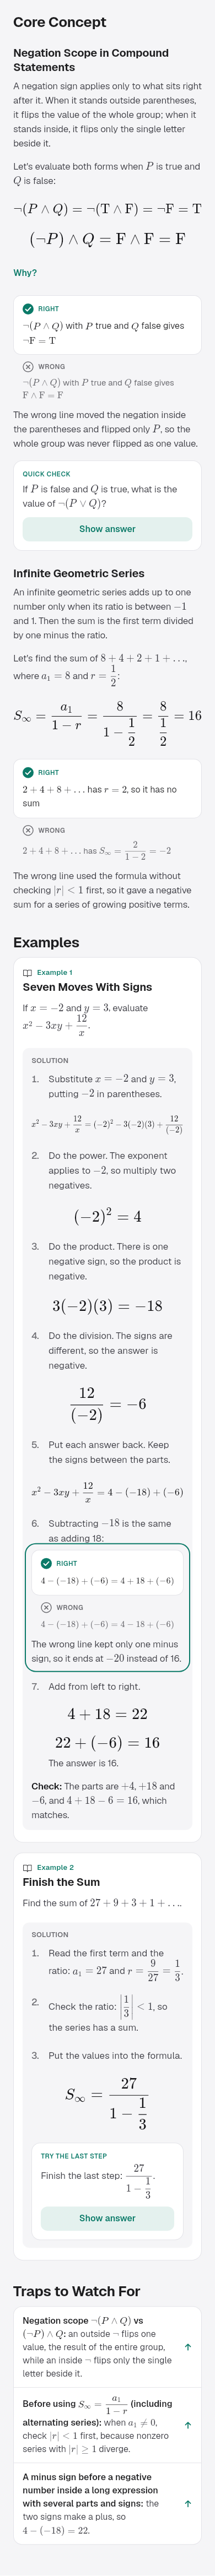 Core Concept
Negation Scope in Compound
Statements
A negation sign applies only to what sits right
after it. When it stands outside parentheses,
it flips the value of the whole group; when it
stands inside, it flips only the single letter
beside it.
Let's evaluate both forms when P is true and
Q is false:
¬(P ∧ Q) = ¬(T ∧ F) = ¬F = T
(¬P) ∧ Q = F ∧ F = F
Why?
RIGHT
¬(P ∧ Q) with P true and Q false gives
¬F = T
WRONG
¬(P ∧ Q) with P true and Q false gives
F ∧ F = F
The wrong line moved the negation inside
the parentheses and flipped only P, so the
whole group was never flipped as one value.
QUICK CHECK
If P is false and Q is true, what is the
value of ¬(P ∨ Q)?
Show answer
Infinite Geometric Series
An infinite geometric series adds up to one
number only when its ratio is between −1
and 1. Then the sum is the first term divided
by one minus the ratio.
Let's find the sum of 8 + 4 + 2 + 1 + …,
where a₁ = 8 and r = 1/2:
S∞ = a₁/(1 − r) = 8/(1 − 1/2) = 8/(1/2) = 16
RIGHT
2 + 4 + 8 + … has r = 2, so it has no
sum
WRONG
2 + 4 + 8 + … has S∞ = 2/(1 − 2) = −2
The wrong line used the formula without
checking |r| < 1 first, so it gave a negative
sum for a series of growing positive terms.
Examples
Example 1
Seven Moves With Signs
If x = −2 and y = 3, evaluate
x² − 3xy + 12/x.
SOLUTION
1. Substitute x = −2 and y = 3,
putting −2 in parentheses.
x² − 3xy + 12/x = (−2)² − 3(−2)(3) + 12/(−2)
2. Do the power. The exponent
applies to −2, so multiply two
negatives.
(−2)² = 4
3. Do the product. There is one
negative sign, so the product is
negative.
3(−2)(3) = −18
4. Do the division. The signs are
different, so the answer is
negative.
12/(−2) = −6
5. Put each answer back. Keep
the signs between the parts.
x² − 3xy + 12/x = 4 − (−18) + (−6)
6. Subtracting −18 is the same
as adding 18:
RIGHT
4 − (−18) + (−6) = 4 + 18 + (−6)
WRONG
4 − (−18) + (−6) = 4 − 18 + (−6)
The wrong line kept only one minus
sign, so it ends at −20 instead of 16.
7. Add from left to right.
4 + 18 = 22
22 + (−6) = 16
The answer is 16.
Check: The parts are +4, +18 and
−6, and 4 + 18 − 6 = 16, which
matches.
Example 2
Finish the Sum
Find the sum of 27 + 9 + 3 + 1 + ….
SOLUTION
1. Read the first term and the
ratio: a₁ = 27 and r = 9/27 = 1/3.
2. Check the ratio: |1/3| < 1, so
the series has a sum.
3. Put the values into the formula.
S∞ = 27/(1 − 1/3)
TRY THE LAST STEP
Finish the last step: 27/(1 − 1/3).
Show answer
Traps to Watch For
Negation scope ¬(P ∧ Q) vs
(¬P) ∧ Q: an outside ¬ flips one
value, the result of the entire group,
while an inside ¬ flips only the single
letter beside it.
Before using S∞ = a₁/(1 − r) (including
alternating series): when a₁ ≠ 0,
check |r| < 1 first, because nonzero
series with |r| ≥ 1 diverge.
A minus sign before a negative
number inside a long expression
with several parts and signs: the
two signs make a plus, so
4 − (−18) = 22.